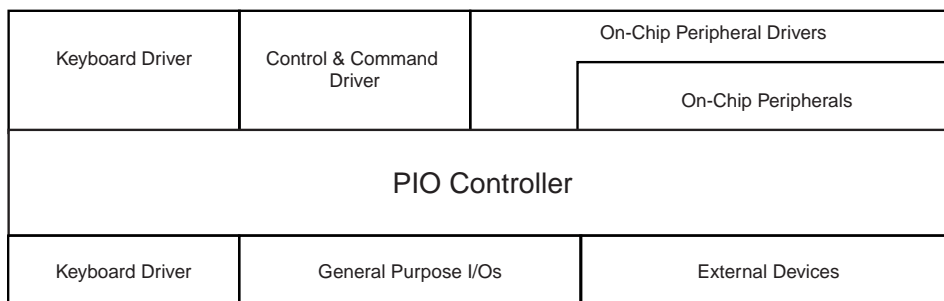 On-Chip Peripheral Drivers
Keyboard Driver
Control & Command
Driver
On-Chip Peripherals
PIO Controller
Keyboard Driver
General Purpose I/Os
External Devices